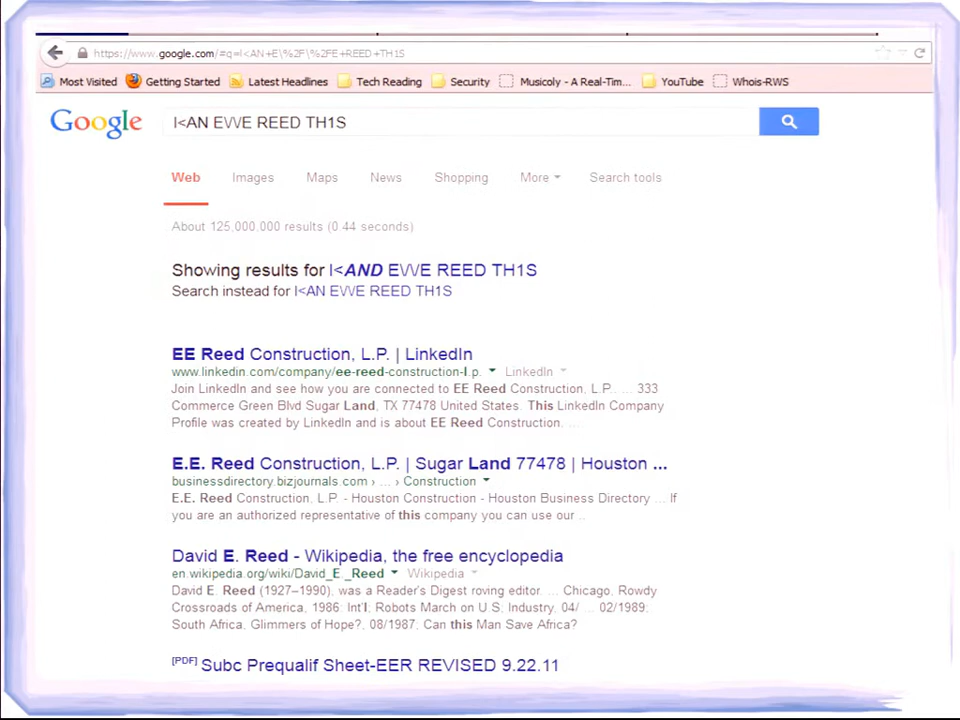 https://www.google.com/#q=I<AN+E\%2F\%2FE+REED+TH1S
Most Visited Getting Started Latest Headlines Tech Reading Security Musicoly - A Real-Tim... YouTube Whois-RWS
Google I<AN E\/\/E REED TH1S
Web Images Maps News Shopping More Search tools
About 125,000,000 results (0.44 seconds)
Showing results for I<AND E\/\/E REED TH1S
Search instead for I<AN E\/\/E REED TH1S
EE Reed Construction, L.P. | LinkedIn
www.linkedin.com/company/ee-reed-construction-l.p. LinkedIn
Join LinkedIn and see how you are connected to EE Reed Construction, L.P.. ... 333
Commerce Green Blvd Sugar Land, TX 77478 United States. This LinkedIn Company
Profile was created by LinkedIn and is about EE Reed Construction. ...
E.E. Reed Construction, L.P. | Sugar Land 77478 | Houston ...
businessdirectory.bizjournals.com › ... › Construction
E.E. Reed Construction, L.P. - Houston Construction - Houston Business Directory ... If
you are an authorized representative of this company you can use our ...
David E. Reed - Wikipedia, the free encyclopedia
en.wikipedia.org/wiki/David_E._Reed Wikipedia
David E. Reed (1927–1990), was a Reader's Digest roving editor. ... Chicago, Rowdy
Crossroads of America, 1986: Int'l; Robots March on U.S, Industry, 04/ ... 02/1989;
South Africa, Glimmers of Hope?, 08/1987; Can this Man Save Africa?
[PDF] Subc Prequalif Sheet-EER REVISED 9.22.11